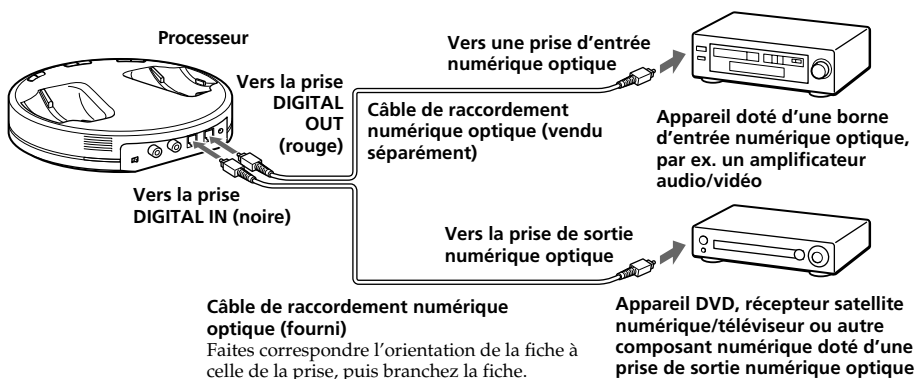 Processeur
Vers la prise
DIGITAL
OUT
(rouge)
Vers une prise d'entrée
numérique optique
Câble de raccordement
numérique optique (vendu
séparément)
Appareil doté d'une borne
d'entrée numérique optique,
par ex. un amplificateur
audio/vidéo
Vers la prise
DIGITAL IN (noire)
Vers la prise de sortie
numérique optique
Câble de raccordement numérique
optique (fourni)
Faites correspondre l'orientation de la fiche à
celle de la prise, puis branchez la fiche.
Appareil DVD, récepteur satellite
numérique/téléviseur ou autre
composant numérique doté d'une
prise de sortie numérique optique